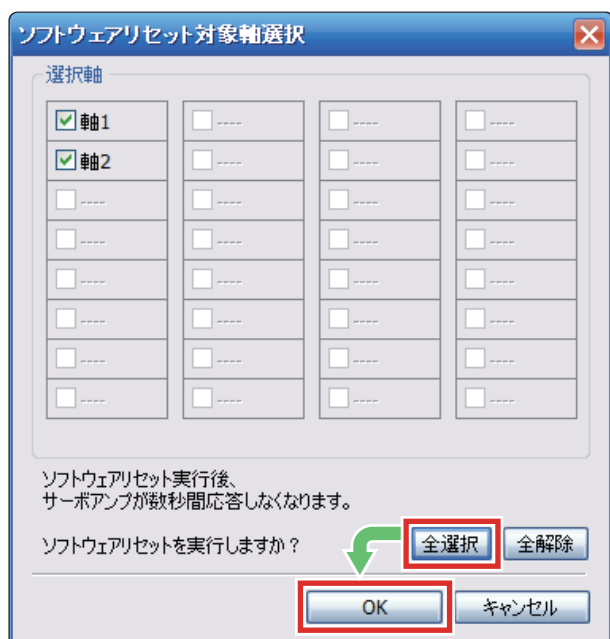 ソフトウェアリセット対象軸選択
選択軸
軸1 ---- ---- ----
軸2 ---- ---- ----
---- ---- ---- ----
---- ---- ---- ----
---- ---- ---- ----
---- ---- ---- ----
---- ---- ---- ----
---- ---- ---- ----
ソフトウェアリセット実行後、
サーボアンプが数秒間応答しなくなります。
ソフトウェアリセットを実行しますか？ 全選択 全解除
OK キャンセル